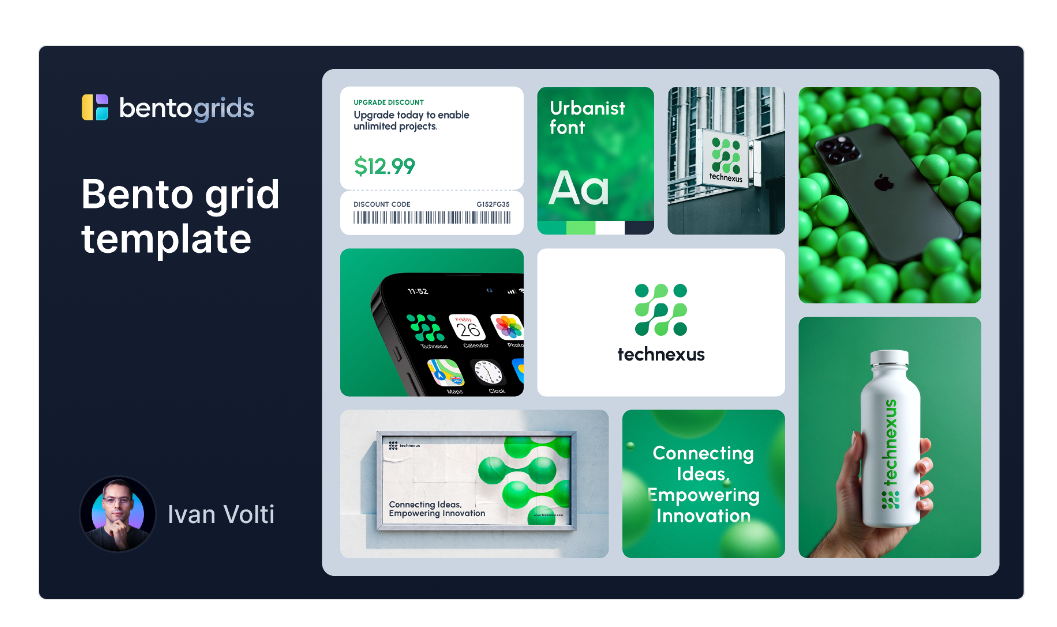 bentogrids
Bento grid
template
Ivan Volti
UPGRADE DISCOUNT
Upgrade today to enable
unlimited projects.
$12.99
DISCOUNT CODE
G152FG35
Urbanist
font
Aa
technexus
11:52
Friday
26
Technexus
Calendar
Photo
Maps
Clock
technexus
technexus
Connecting Ideas,
Empowering Innovation
Connecting
Ideas,
Empowering
Innovation
technexus